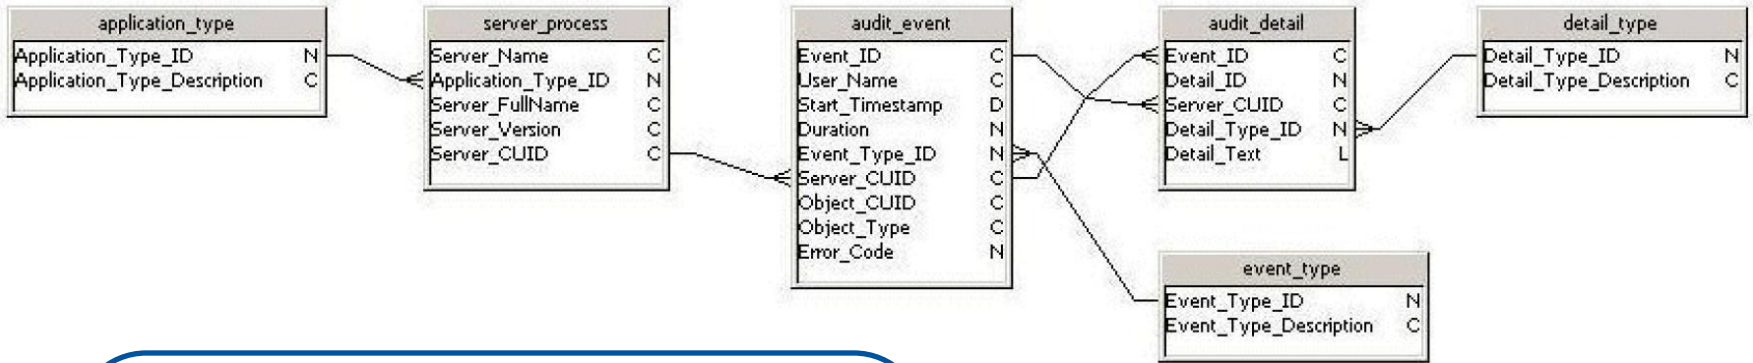 application_type
Application_Type_ID N
Application_Type_Description C
server_process
Server_Name C
Application_Type_ID N
Server_FullName C
Server_Version C
Server_CUID C
audit_event
Event_ID C
User_Name C
Start_Timestamp D
Duration N
Event_Type_ID N
Server_CUID C
Object_CUID C
Object_Type C
Error_Code N
audit_detail
Event_ID C
Detail_ID N
Server_CUID C
Detail_Type_ID N
Detail_Text L
detail_type
Detail_Type_ID N
Detail_Type_Description C
event_type
Event_Type_ID N
Event_Type_Description C